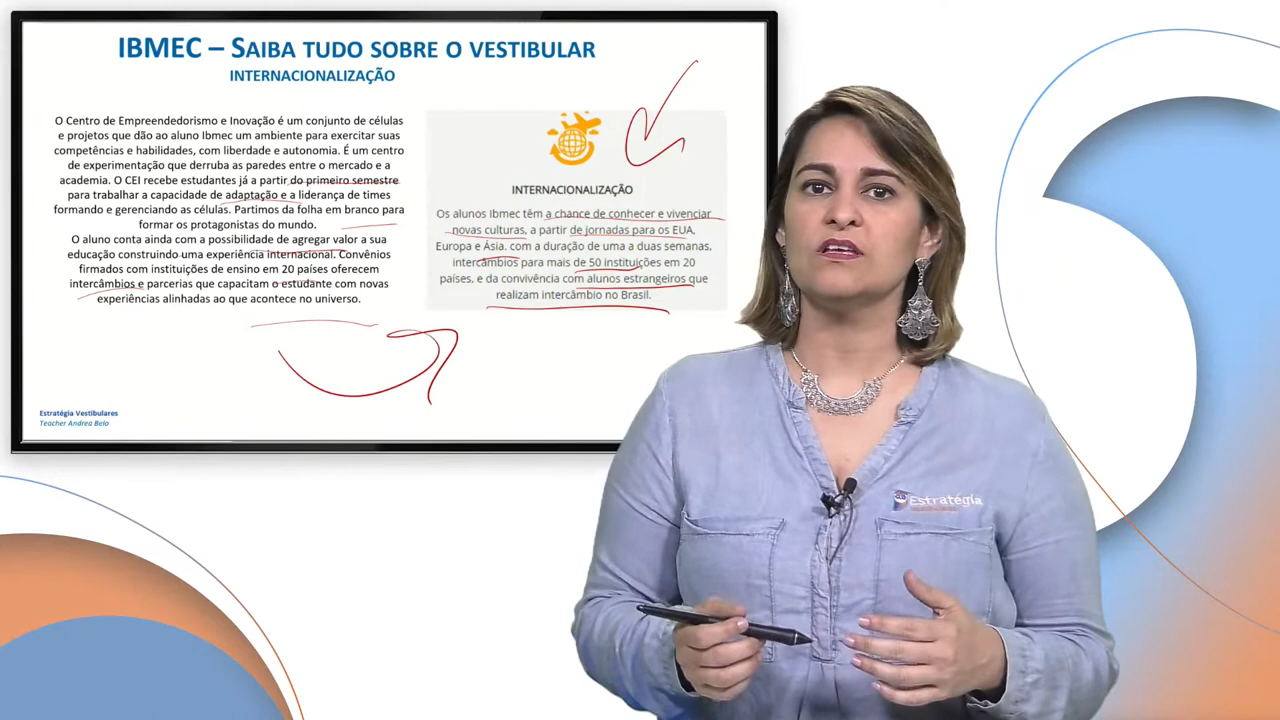 IBMEC – SAIBA TUDO SOBRE O VESTIBULAR
INTERNACIONALIZAÇÃO
O Centro de Empreendedorismo e Inovação é um conjunto de células
e projetos que dão ao aluno Ibmec um ambiente para exercitar suas
competências e habilidades, com liberdade e autonomia. É um centro
de experimentação que derruba as paredes entre o mercado e a
academia. O CEI recebe estudantes já a partir do primeiro semestre
para trabalhar a capacidade de adaptação e a liderança de times
formando e gerenciando as células. Partimos da folha em branco para
formar os protagonistas do mundo.
O aluno conta ainda com a possibilidade de agregar valor a sua
educação construindo uma experiência internacional. Convênios
firmados com instituições de ensino em 20 países oferecem
intercâmbios e parcerias que capacitam o estudante com novas
experiências alinhadas ao que acontece no universo.
INTERNACIONALIZAÇÃO
Os alunos Ibmec têm a chance de conhecer e vivenciar
novas culturas, a partir de jornadas para os EUA,
Europa e Ásia. com a duração de uma a duas semanas,
intercâmbios para mais de 50 instituições em 20
países, e da convivência com alunos estrangeiros que
realizam intercâmbio no Brasil.
Estratégia Vestibulares
Teacher Andrea Belo
Estratégia